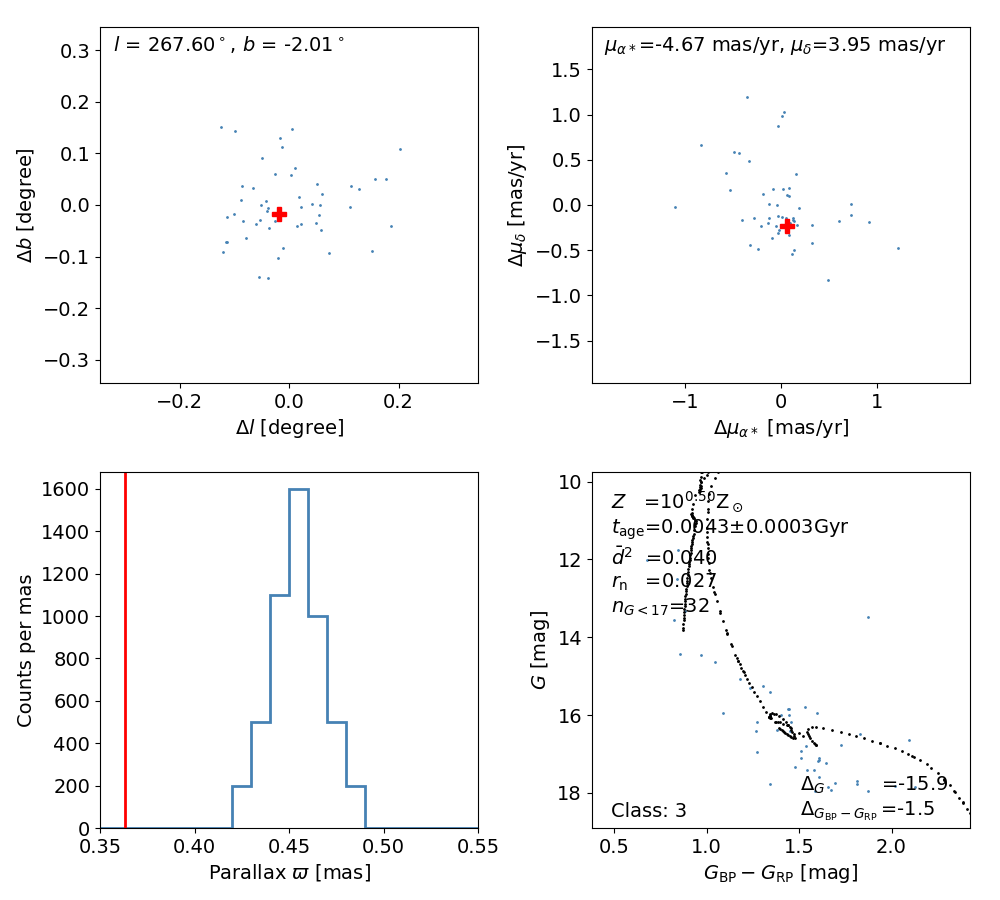 l = 267.60°, b = -2.01°
0.3
0.2
0.1
0.0
−0.1
−0.2
−0.3
Δb [degree]
−0.2
0.0
0.2
Δl [degree]
μα*=-4.67 mas/yr, μδ=3.95 mas/yr
1.5
1.0
0.5
0.0
−0.5
−1.0
−1.5
Δμδ [mas/yr]
−1
0
1
Δμα* [mas/yr]
1600
1400
1200
1000
800
600
400
200
0
Counts per mas
0.35
0.40
0.45
0.50
0.55
Parallax ϖ [mas]
10
12
14
16
18
G [mag]
Z =10^0.50 Z⊙
t_age=0.0043±0.0003Gyr
d̄² =0.040
r_n =0.027
n_G<17=32
Δ_G =-15.9
Class: 3
Δ_GBP−GRP=-1.5
0.5
1.0
1.5
2.0
G_BP − G_RP [mag]